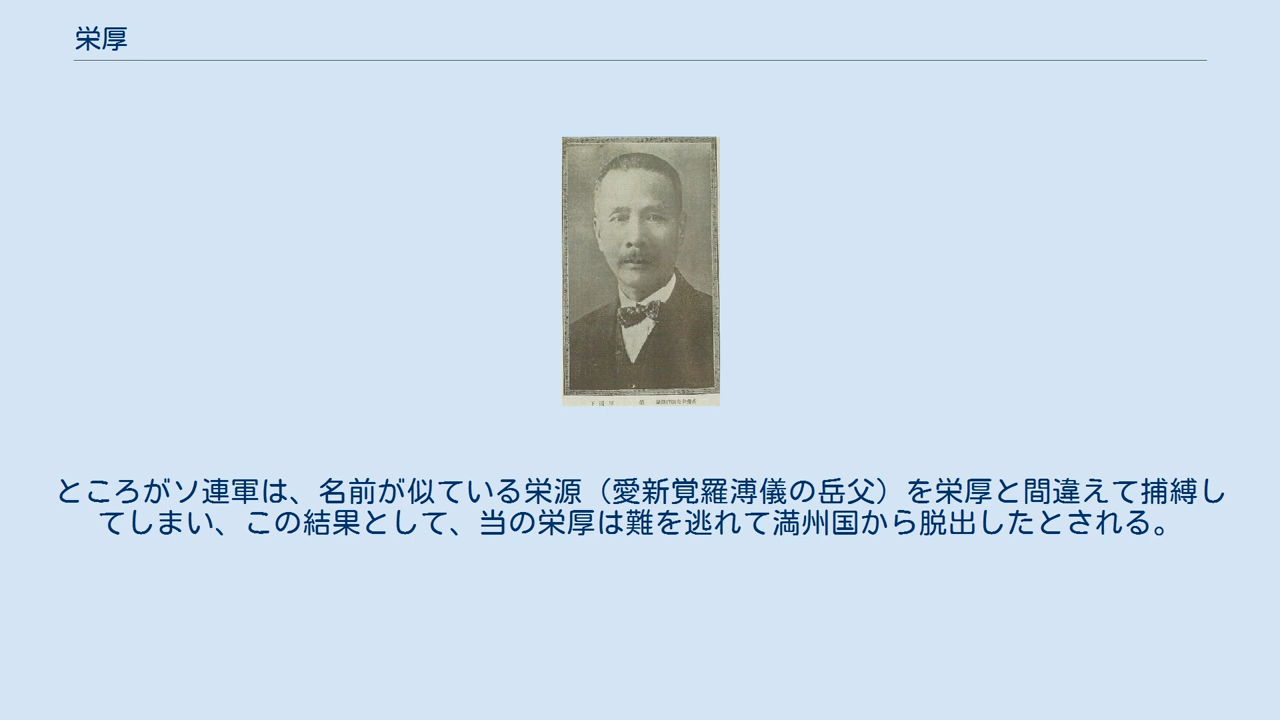 栄厚
ところがソ連軍は、名前が似ている栄源（愛新覚羅溥儀の岳父）を栄厚と間違えて捕縛し
てしまい、この結果として、当の栄厚は難を逃れて満州国から脱出したとされる。